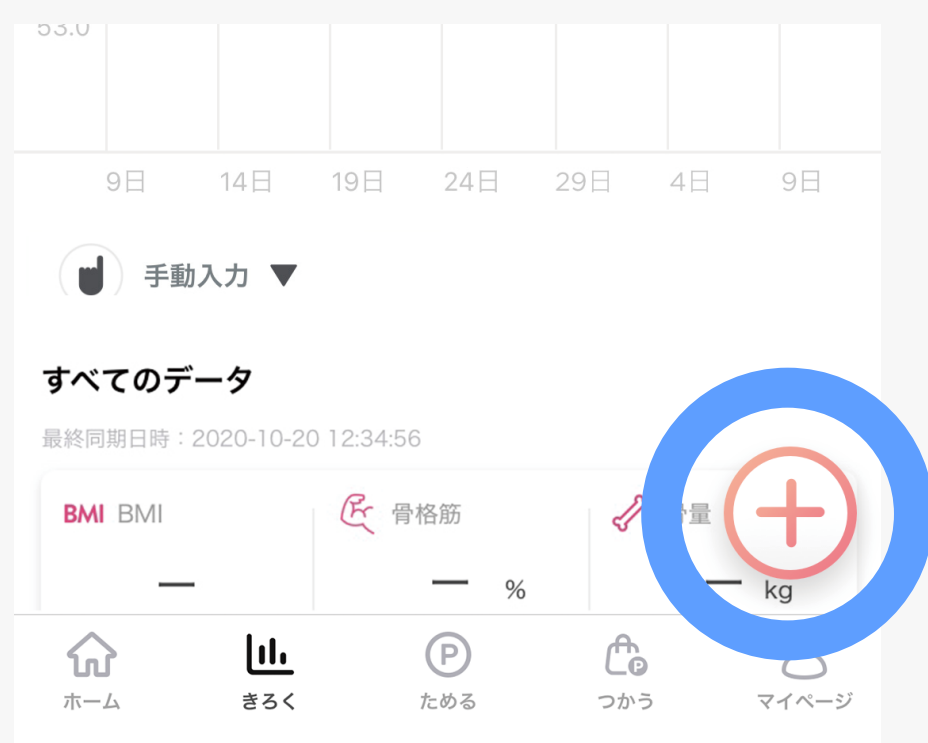 53.0
9日 14日 19日 24日 29日 4日 9日
手動入力 ▼
すべてのデータ
最終同期日時：2020-10-20 12:34:56
BMI BMI 骨格筋 量
— — % — kg
P P
ホーム きろく ためる つかう マイページ